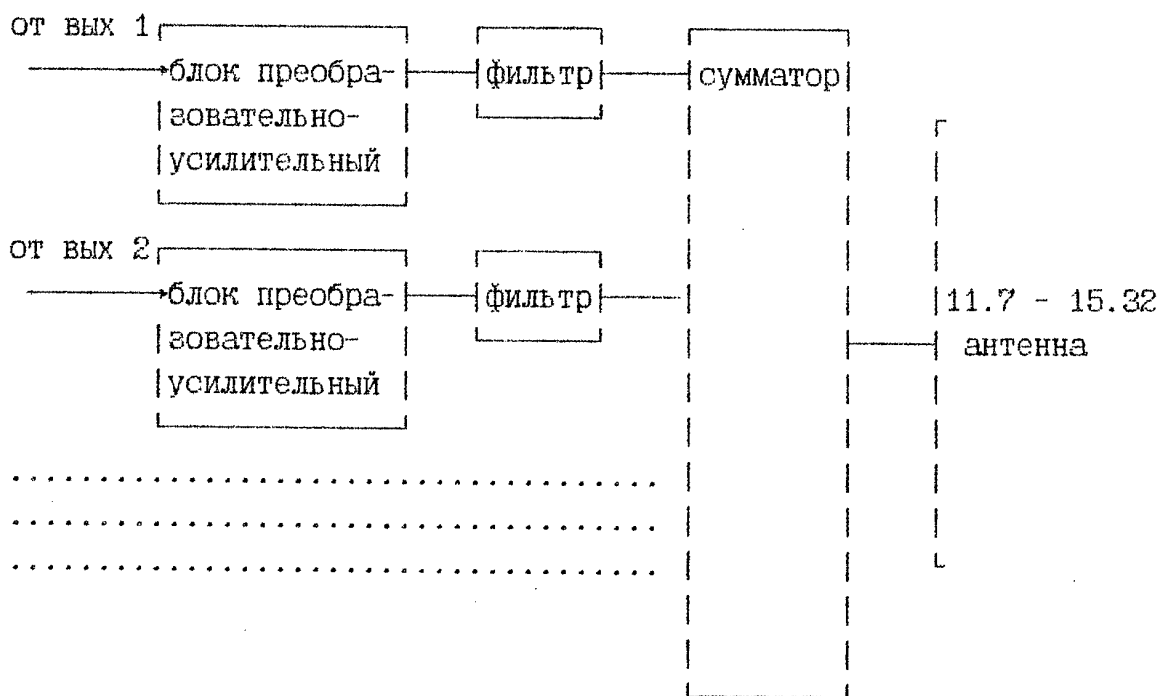 от вых 1
блок преобра- фильтр сумматор
зовательно-
усилительный
от вых 2
блок преобра- фильтр 11.7 - 15.32
зовательно- антенна
усилительный
......................................
......................................
......................................